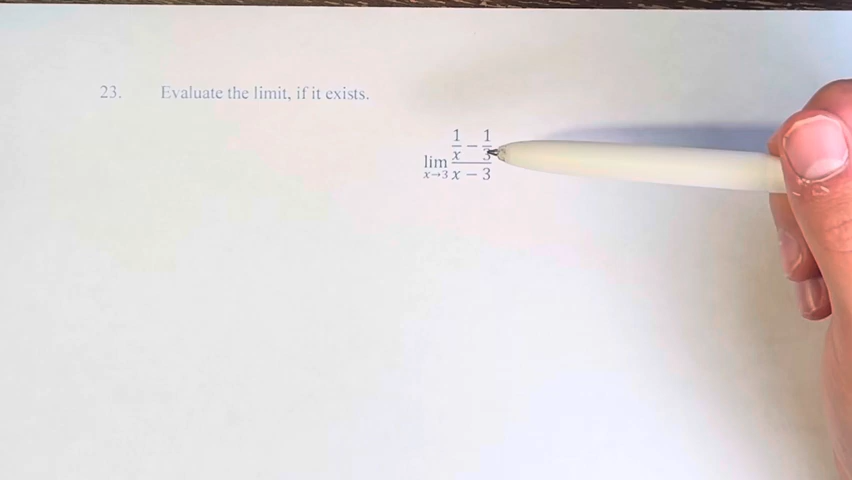 23. Evaluate the limit, if it exists.
lim x→3 (1/x − 1/3)/(x − 3)